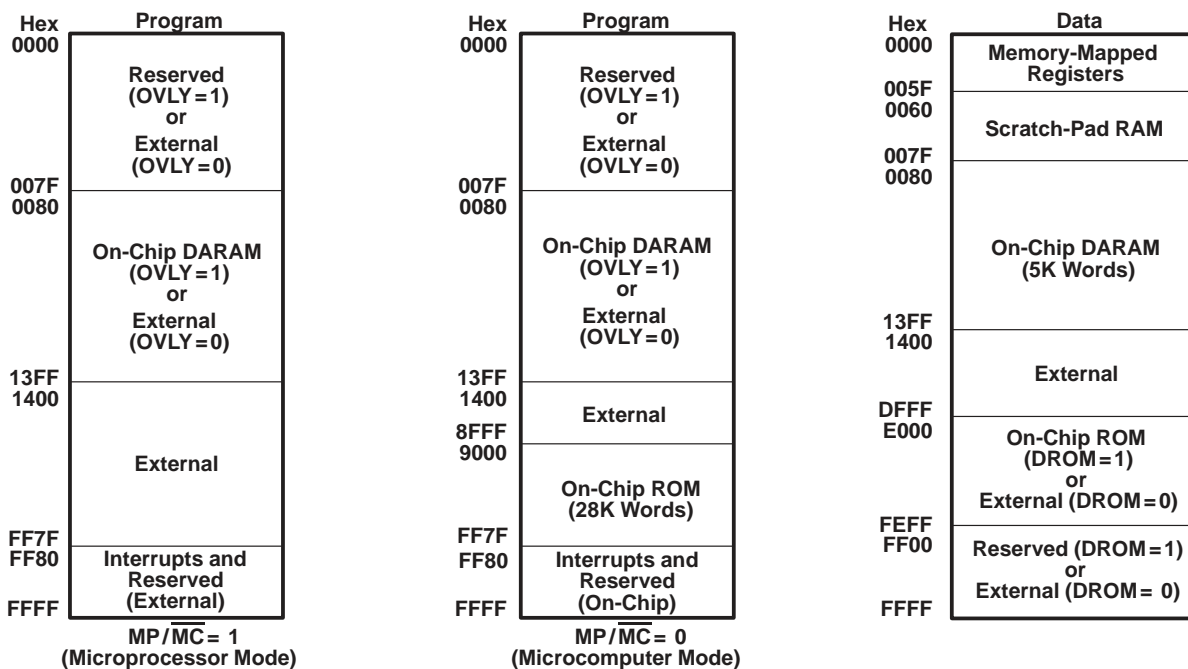 Hex Program
0000
Reserved
(OVLY = 1)
or
External
(OVLY = 0)
007F
0080
On-Chip DARAM
(OVLY = 1)
or
External
(OVLY = 0)
13FF
1400
External
FF7F
FF80
Interrupts and
Reserved
(External)
FFFF
MP/MC = 1
(Microprocessor Mode)
Hex Program
0000
Reserved
(OVLY = 1)
or
External
(OVLY = 0)
007F
0080
On-Chip DARAM
(OVLY = 1)
or
External
(OVLY = 0)
13FF
1400
External
8FFF
9000
On-Chip ROM
(28K Words)
FF7F
FF80
Interrupts and
Reserved
(On-Chip)
FFFF
MP/MC = 0
(Microcomputer Mode)
Hex Data
0000
Memory-Mapped
Registers
005F
0060
Scratch-Pad RAM
007F
0080
On-Chip DARAM
(5K Words)
13FF
1400
External
DFFF
E000
On-Chip ROM
(DROM = 1)
or
External (DROM = 0)
FEFF
FF00
Reserved (DROM = 1)
or
External (DROM = 0)
FFFF